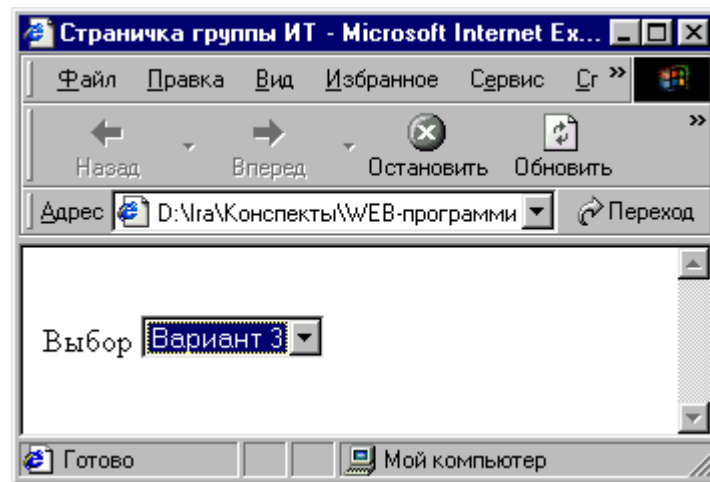 Страничка группы ИТ - Microsoft Internet Ex...
Файл Правка Вид Избранное Сервис Сг »
Назад Вперед Остановить Обновить »
Адрес D:\Ira\Конспекты\WEB-программи Переход
Выбор Вариант 3
Готово Мой компьютер